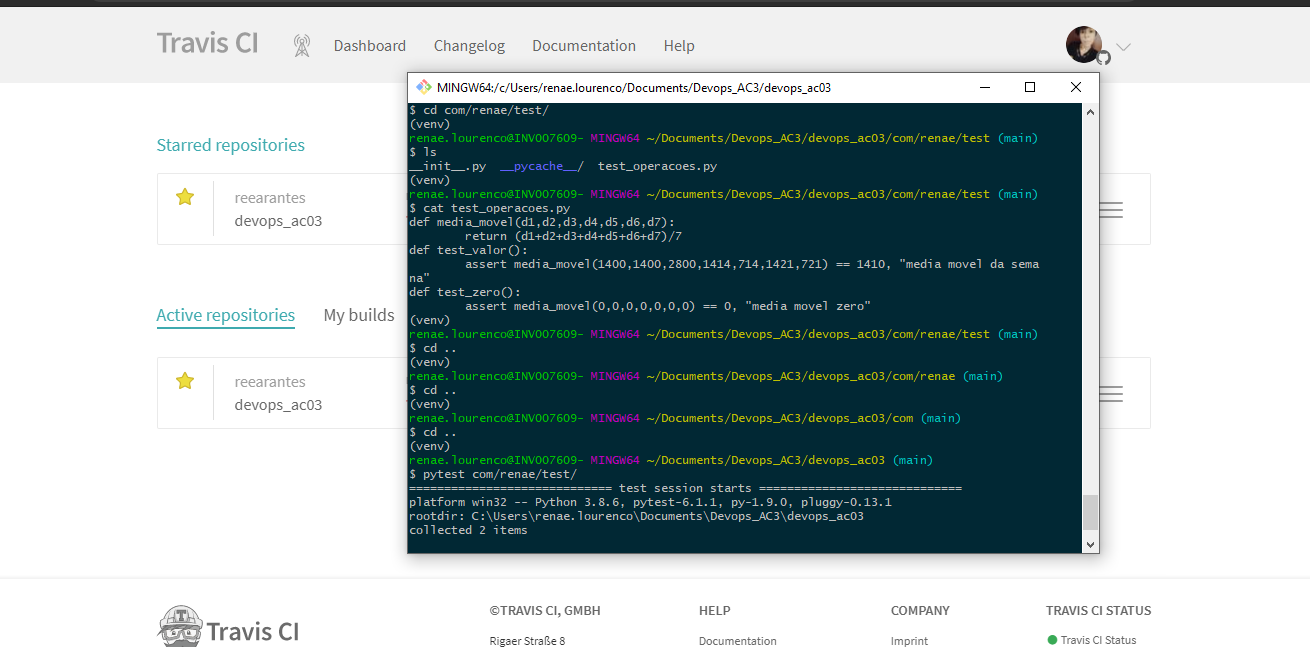 Travis CI
Dashboard
Changelog
Documentation
Help
MINGW64:/c/Users/renae.lourenco/Documents/Devops_AC3/devops_ac03
$ cd com/renae/test/
(venv)
renae.lourenco@INV007609- MINGW64 ~/Documents/Devops_AC3/devops_ac03/com/renae/test (main)
$ ls
__init__.py  __pycache__/  test_operacoes.py
(venv)
renae.lourenco@INV007609- MINGW64 ~/Documents/Devops_AC3/devops_ac03/com/renae/test (main)
$ cat test_operacoes.py
def media_movel(d1,d2,d3,d4,d5,d6,d7):
        return (d1+d2+d3+d4+d5+d6+d7)/7
def test_valor():
        assert media_movel(1400,1400,2800,1414,714,1421,721) == 1410, "media movel da sema
na"
def test_zero():
        assert media_movel(0,0,0,0,0,0,0) == 0, "media movel zero"
(venv)
renae.lourenco@INV007609- MINGW64 ~/Documents/Devops_AC3/devops_ac03/com/renae/test (main)
$ cd ..
(venv)
renae.lourenco@INV007609- MINGW64 ~/Documents/Devops_AC3/devops_ac03/com/renae (main)
$ cd ..
(venv)
renae.lourenco@INV007609- MINGW64 ~/Documents/Devops_AC3/devops_ac03/com (main)
$ cd ..
(venv)
renae.lourenco@INV007609- MINGW64 ~/Documents/Devops_AC3/devops_ac03 (main)
$ pytest com/renae/test/
============================= test session starts =============================
platform win32 -- Python 3.8.6, pytest-6.1.1, py-1.9.0, pluggy-0.13.1
rootdir: C:\Users\renae.lourenco\Documents\Devops_AC3\devops_ac03
collected 2 items
Starred repositories
reearantes
devops_ac03
Active repositories
My builds
reearantes
devops_ac03
Travis CI
©TRAVIS CI, GMBH
Rigaer Straße 8
HELP
Documentation
COMPANY
Imprint
TRAVIS CI STATUS
Travis CI Status